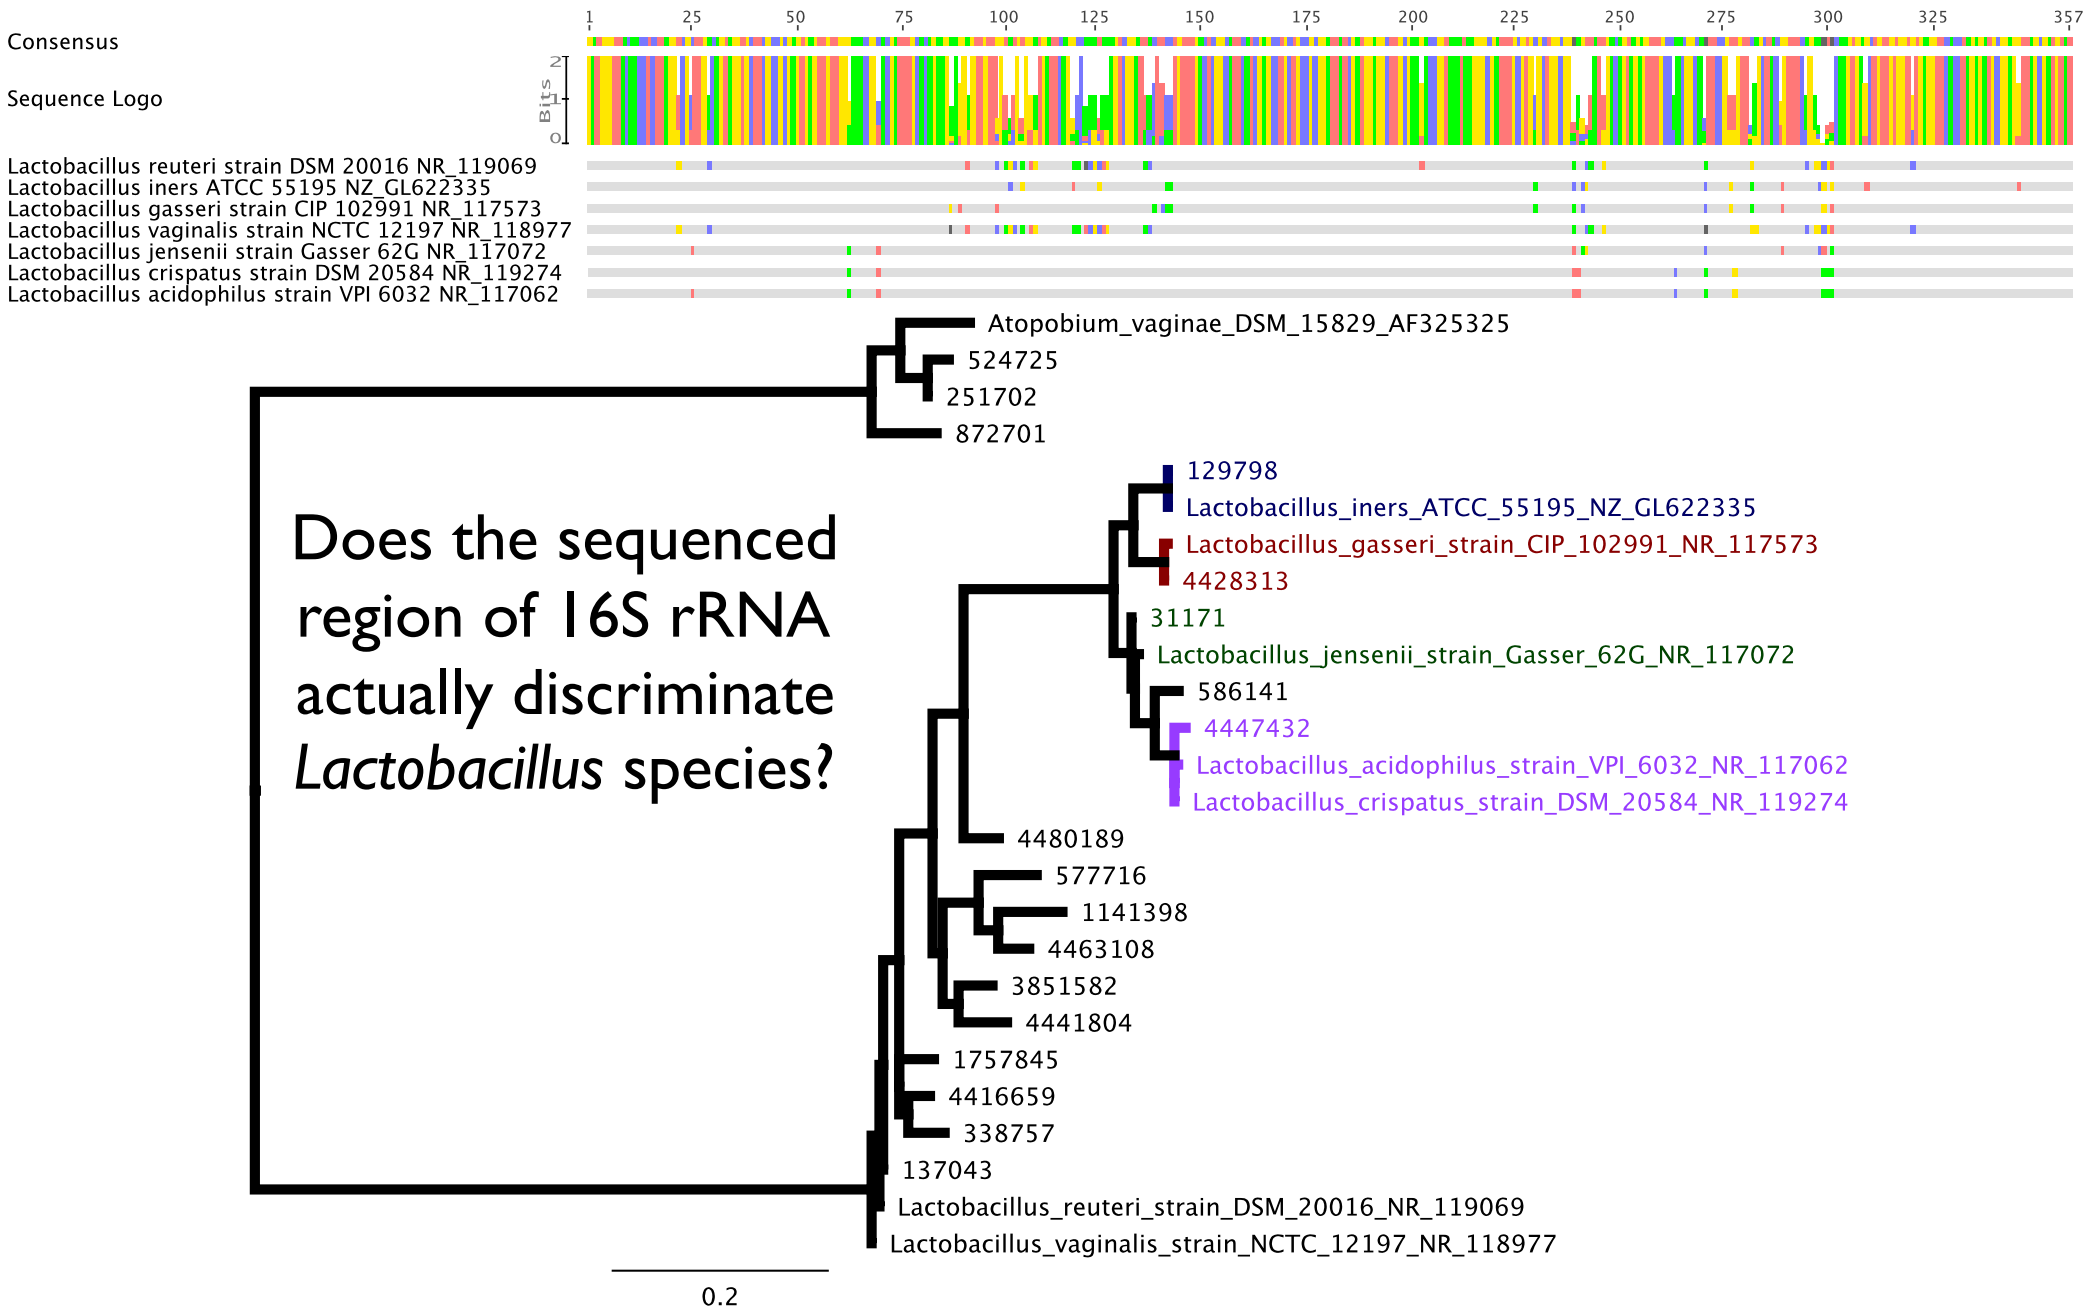 1 25 50 75 100 125 150 175 200 225 250 275 300 325 357
Consensus
Sequence Logo
Bits
2
1
0
Lactobacillus reuteri strain DSM 20016 NR_119069
Lactobacillus iners ATCC 55195 NZ_GL622335
Lactobacillus gasseri strain CIP 102991 NR_117573
Lactobacillus vaginalis strain NCTC 12197 NR_118977
Lactobacillus jensenii strain Gasser 62G NR_117072
Lactobacillus crispatus strain DSM 20584 NR_119274
Lactobacillus acidophilus strain VPI 6032 NR_117062
Atopobium_vaginae_DSM_15829_AF325325
524725
251702
872701
129798
Lactobacillus_iners_ATCC_55195_NZ_GL622335
Lactobacillus_gasseri_strain_CIP_102991_NR_117573
4428313
31171
Lactobacillus_jensenii_strain_Gasser_62G_NR_117072
586141
4447432
Lactobacillus_acidophilus_strain_VPI_6032_NR_117062
Lactobacillus_crispatus_strain_DSM_20584_NR_119274
Does the sequenced
region of 16S rRNA
actually discriminate
Lactobacillus species?
4480189
577716
1141398
4463108
3851582
4441804
1757845
4416659
338757
137043
Lactobacillus_reuteri_strain_DSM_20016_NR_119069
Lactobacillus_vaginalis_strain_NCTC_12197_NR_118977
0.2